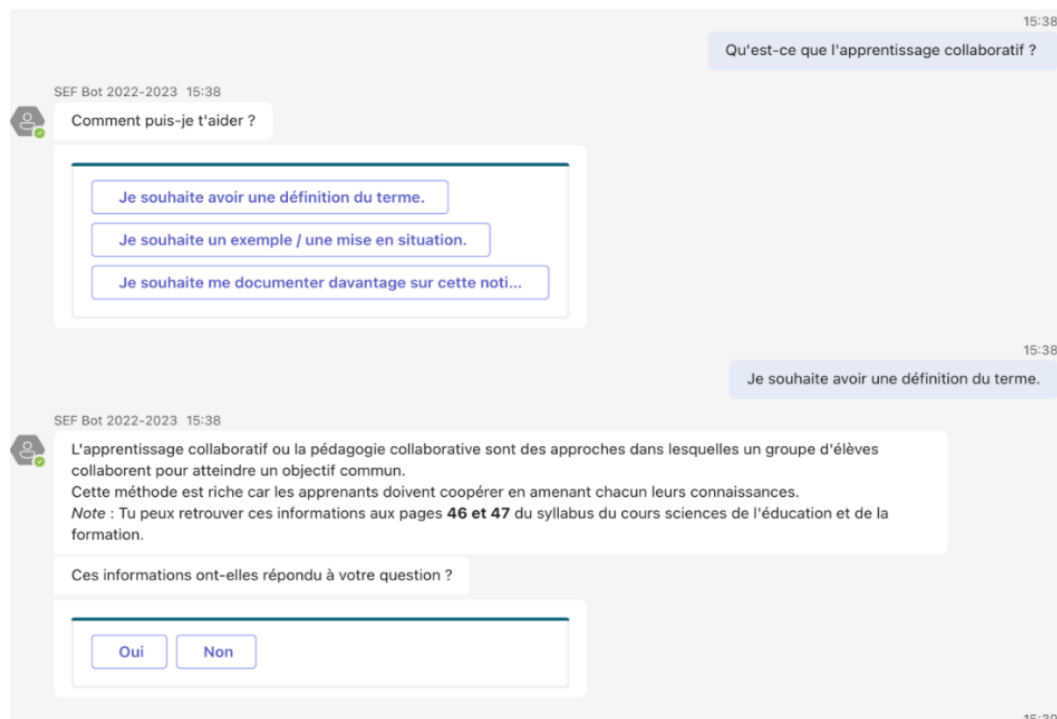 15:38
Qu'est-ce que l'apprentissage collaboratif ?
SEF Bot 2022-2023 15:38
Comment puis-je t'aider ?
Je souhaite avoir une définition du terme.
Je souhaite un exemple / une mise en situation.
Je souhaite me documenter davantage sur cette noti...
15:38
Je souhaite avoir une définition du terme.
SEF Bot 2022-2023 15:38
L'apprentissage collaboratif ou la pédagogie collaborative sont des approches dans lesquelles un groupe d'élèves
collaborent pour atteindre un objectif commun.
Cette méthode est riche car les apprenants doivent coopérer en amenant chacun leurs connaissances.
Note : Tu peux retrouver ces informations aux pages 46 et 47 du syllabus du cours sciences de l'éducation et de la
formation.
Ces informations ont-elles répondu à votre question ?
Oui Non